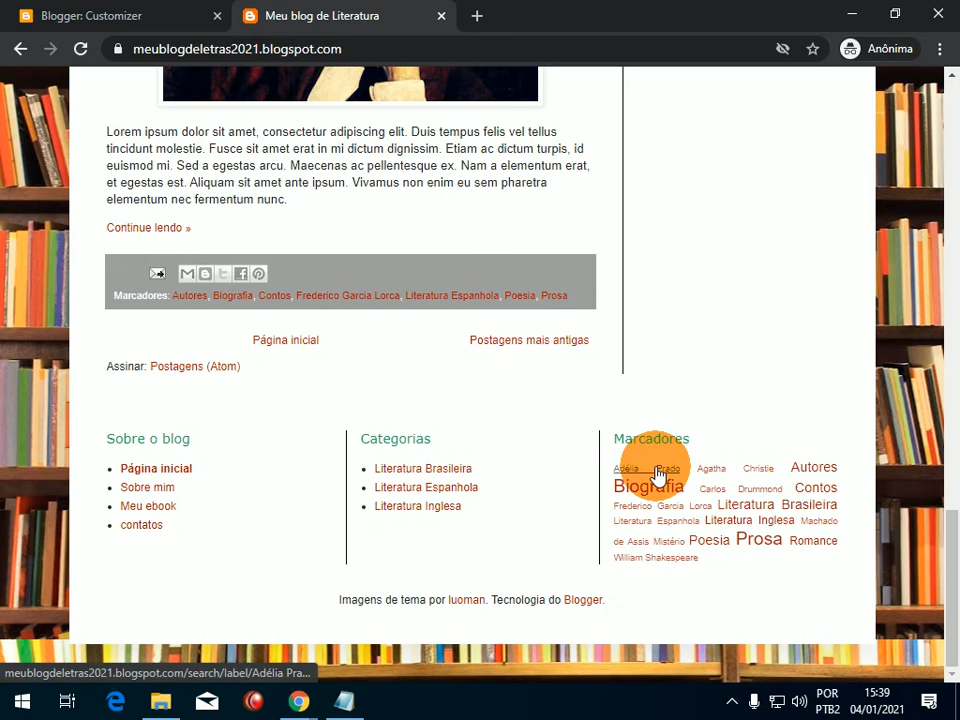 Blogger: Customizer
Meu blog de Literatura
meublogdeletras2021.blogspot.com
Anônima
Lorem ipsum dolor sit amet, consectetur adipiscing elit. Duis tempus felis vel tellus
tincidunt molestie. Fusce sit amet erat in mi dictum dignissim. Etiam ac dictum turpis, id
euismod mi. Sed a egestas arcu. Maecenas ac pellentesque ex. Nam a elementum erat,
et egestas est. Aliquam sit amet ante ipsum. Vivamus non enim eu sem pharetra
elementum nec fermentum nunc.
Continue lendo »
Marcadores: Autores, Biografia, Contos, Frederico Garcia Lorca, Literatura Espanhola, Poesia, Prosa
Página inicial
Postagens mais antigas
Assinar: Postagens (Atom)
Sobre o blog
Página inicial
Sobre mim
Meu ebook
contatos
Categorias
Literatura Brasileira
Literatura Espanhola
Literatura Inglesa
Marcadores
Adélia Prado Agatha Christie Autores
Biografia Carlos Drummond Contos
Frederico Garcia Lorca Literatura Brasileira
Literatura Espanhola Literatura Inglesa Machado
de Assis Mistério Poesia Prosa Romance
William Shakespeare
Imagens de tema por luoman. Tecnologia do Blogger.
meublogdeletras2021.blogspot.com/search/label/Adélia Pra...
POR
PTB2
15:39
04/01/2021